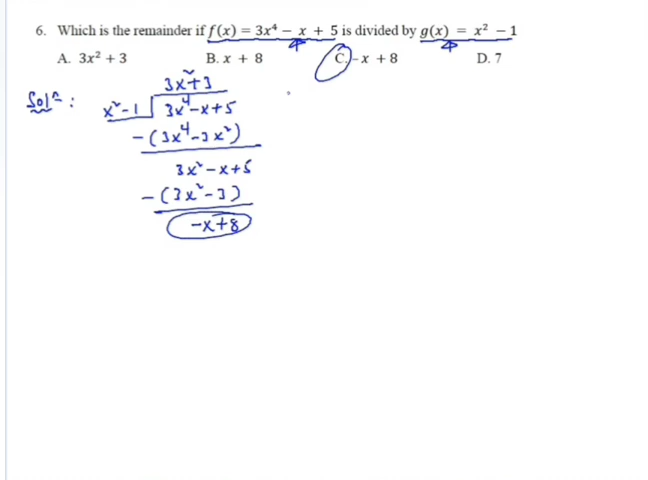 6. Which is the remainder if f(x) = 3x⁴ − x + 5 is divided by g(x) = x² − 1
A. 3x² + 3 B. x + 8 C. −x + 8 D. 7
Solⁿ :
3x²+3
x²−1 3x⁴−x+5
−(3x⁴−3x²)
3x²−x+5
−(3x²−3)
−x+8